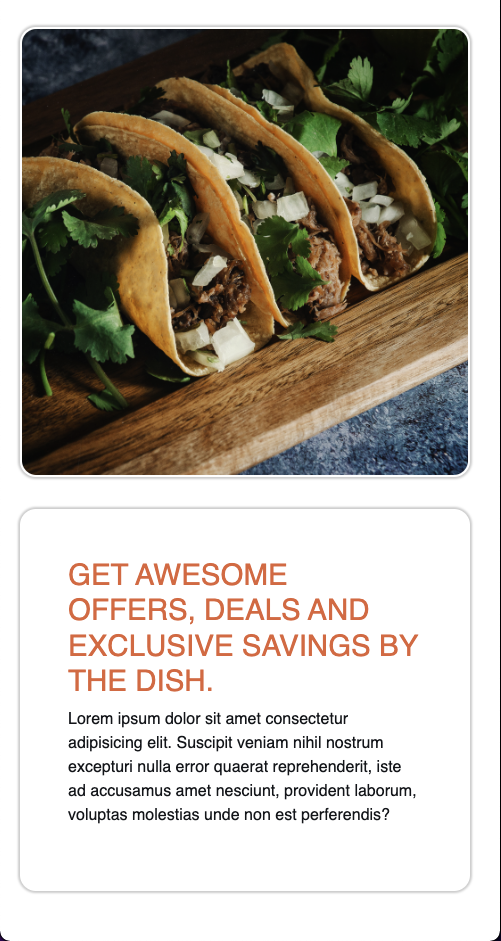 GET AWESOME
OFFERS, DEALS AND
EXCLUSIVE SAVINGS BY
THE DISH.
Lorem ipsum dolor sit amet consectetur
adipisicing elit. Suscipit veniam nihil nostrum
excepturi nulla error quaerat reprehenderit, iste
ad accusamus amet nesciunt, provident laborum,
voluptas molestias unde non est perferendis?